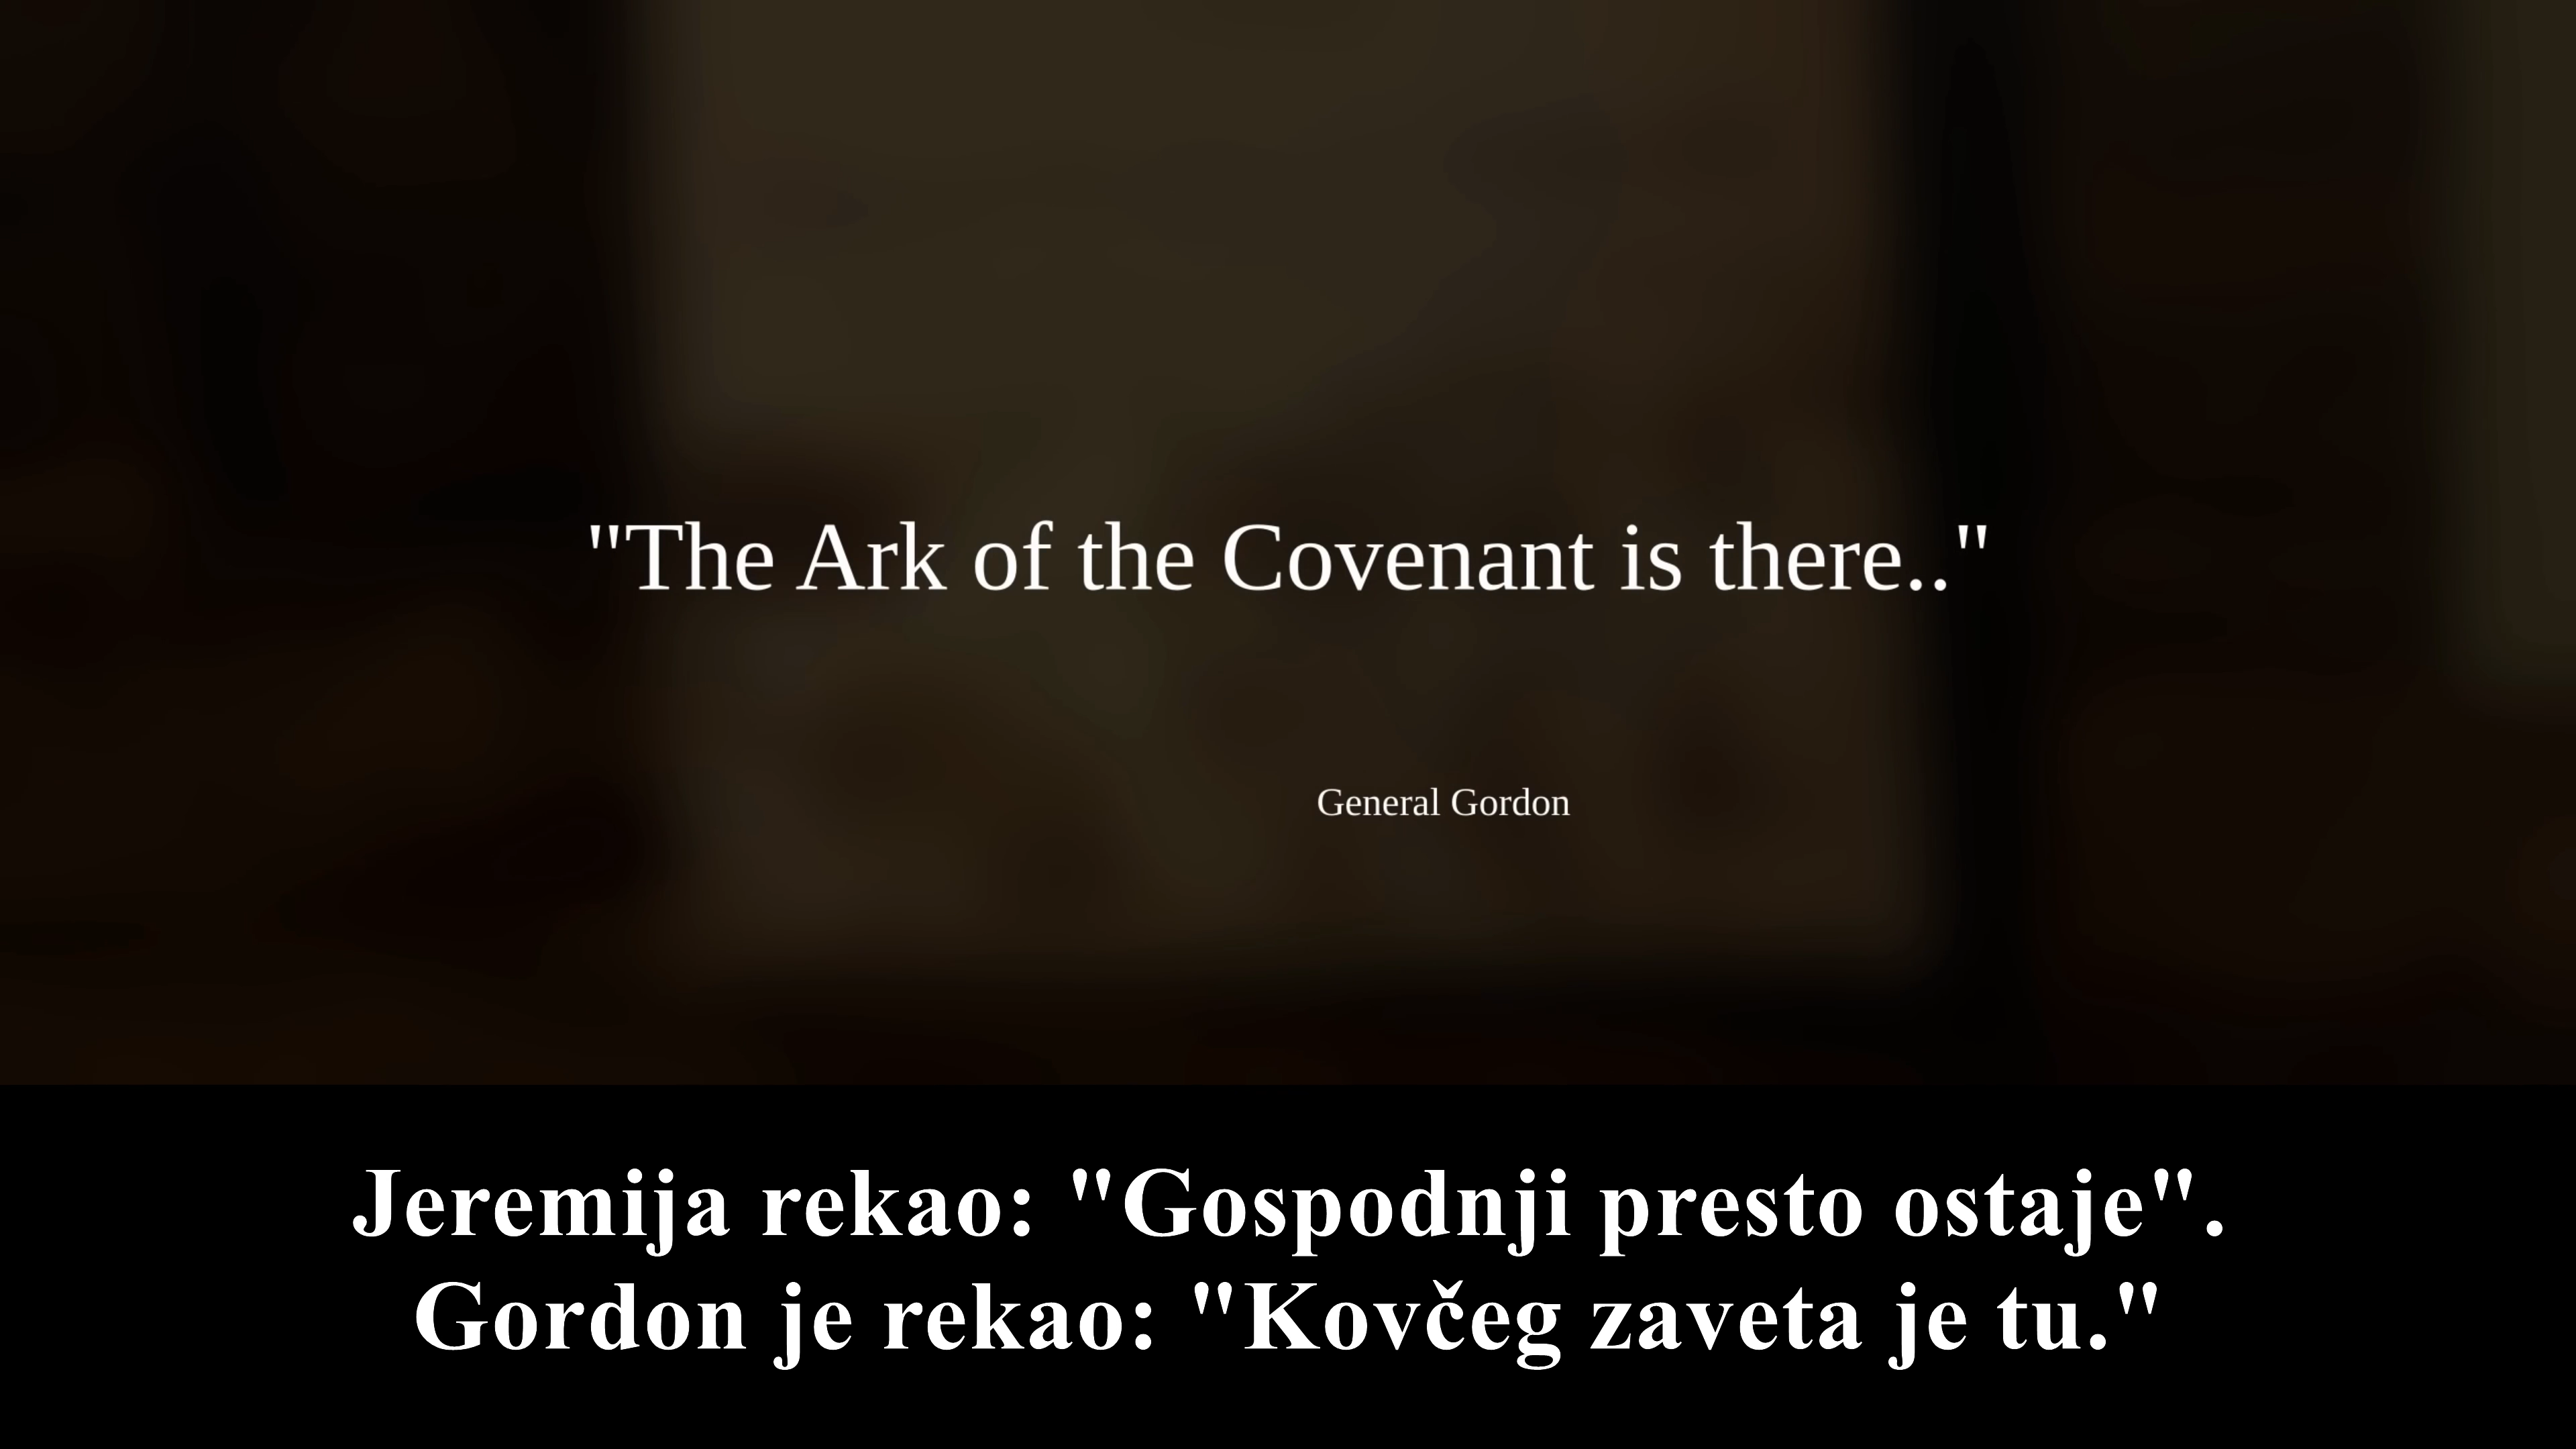 "The Ark of the Covenant is there.."
General Gordon
Jeremija rekao: "Gospodnji presto ostaje".
Gordon je rekao: "Kovčeg zaveta je tu."